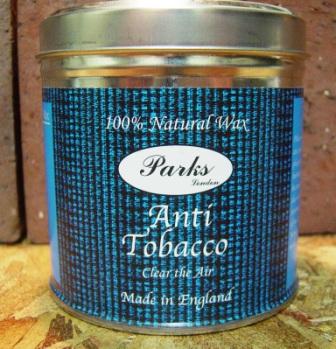 100% Natural Wax
Parks
London
Anti
Tobacco
Clear the Air
Made in England